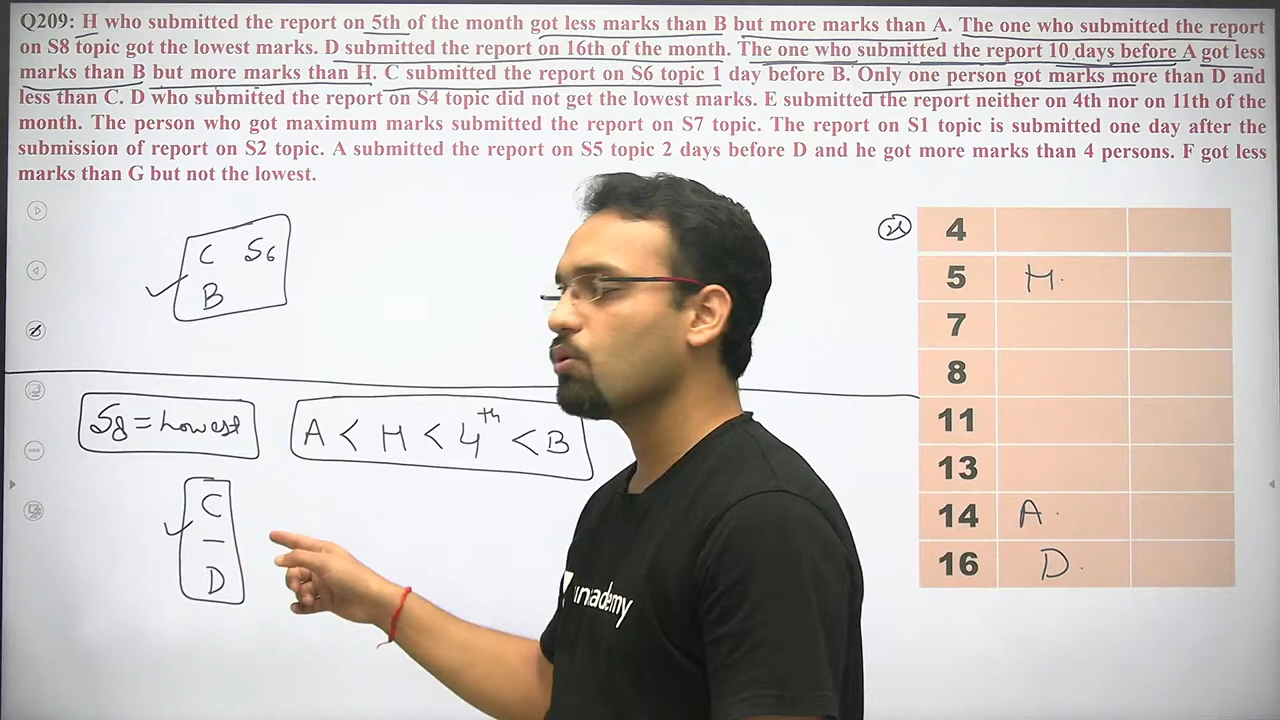 Q209: H who submitted the report on 5th of the month got less marks than B but more marks than A. The one who submitted the report
on S8 topic got the lowest marks. D submitted the report on 16th of the month. The one who submitted the report 10 days before A got less
marks than B but more marks than H. C submitted the report on S6 topic 1 day before B. Only one person got marks more than D and
less than C. D who submitted the report on S4 topic did not get the lowest marks. E submitted the report neither on 4th nor on 11th of the
month. The person who got maximum marks submitted the report on S7 topic. The report on S1 topic is submitted one day after the
submission of report on S2 topic. A submitted the report on S5 topic 2 days before D and he got more marks than 4 persons. F got less
marks than G but not the lowest.
C S6
B
S8 = Lowest
A < H < 4th < B
C
—
D
4
5 H.
7
8
11
13
14 A.
16 D.
unacademy